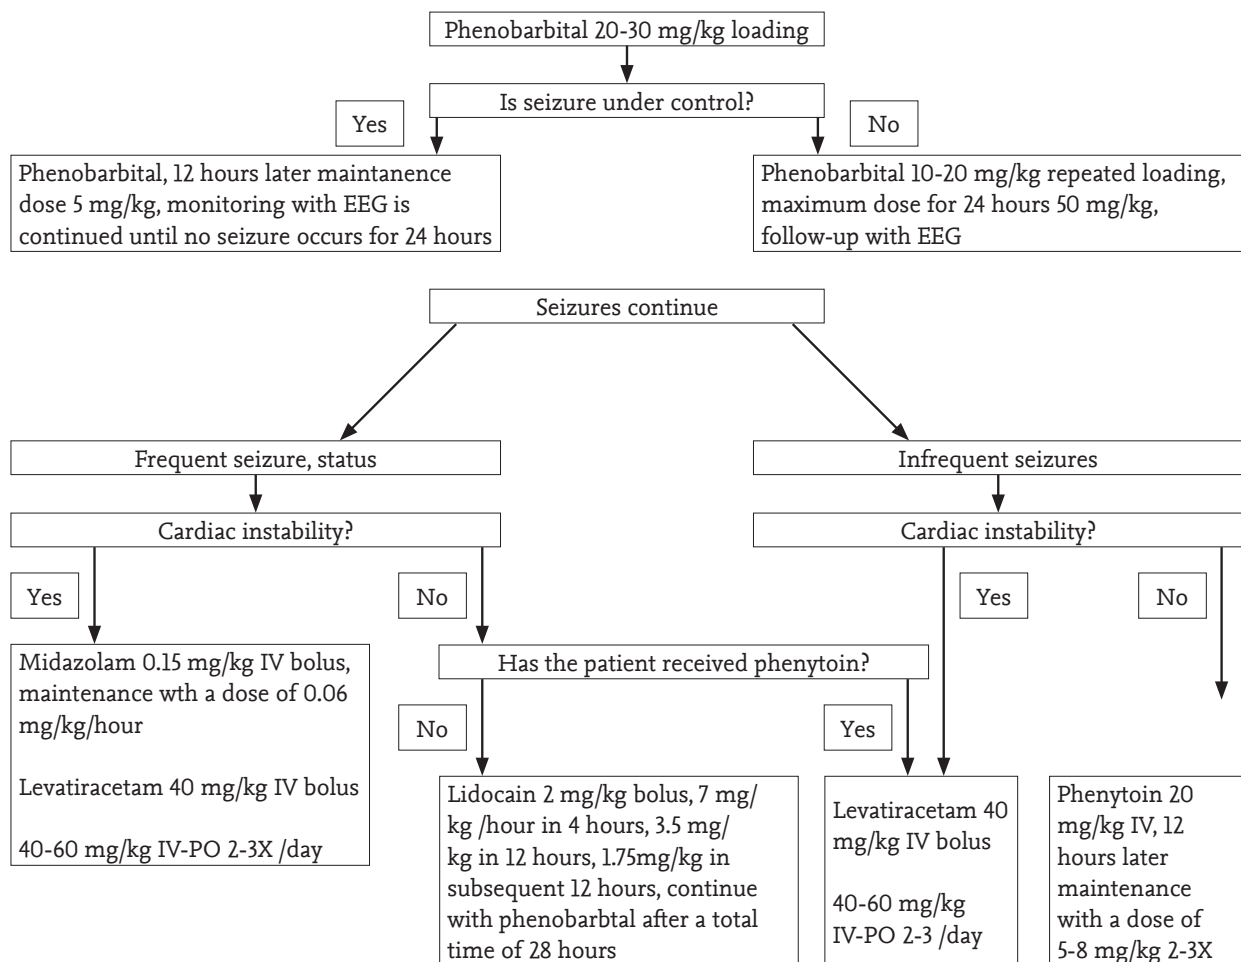 Phenobarbital 20-30 mg/kg loading
Is seizure under control?
Yes
No
Phenobarbital, 12 hours later maintanence
dose 5 mg/kg, monitoring with EEG is
continued until no seizure occurs for 24 hours
Phenobarbital 10-20 mg/kg repeated loading,
maximum dose for 24 hours 50 mg/kg,
follow-up with EEG
Seizures continue
Frequent seizure, status
Infrequent seizures
Cardiac instability?
Cardiac instability?
Yes
No
Yes
No
Midazolam 0.15 mg/kg IV bolus,
maintenance wth a dose of 0.06
mg/kg/hour
Levatiracetam 40 mg/kg IV bolus
40-60 mg/kg IV-PO 2-3X /day
Has the patient received phenytoin?
No
Yes
Lidocain 2 mg/kg bolus, 7 mg/
kg /hour in 4 hours, 3.5 mg/
kg in 12 hours, 1.75mg/kg in
subsequent 12 hours, continue
with phenobarbtal after a total
time of 28 hours
Levatiracetam 40
mg/kg IV bolus
40-60 mg/kg
IV-PO 2-3 /day
Phenytoin 20
mg/kg IV, 12
hours later
maintenance
with a dose of
5-8 mg/kg 2-3X